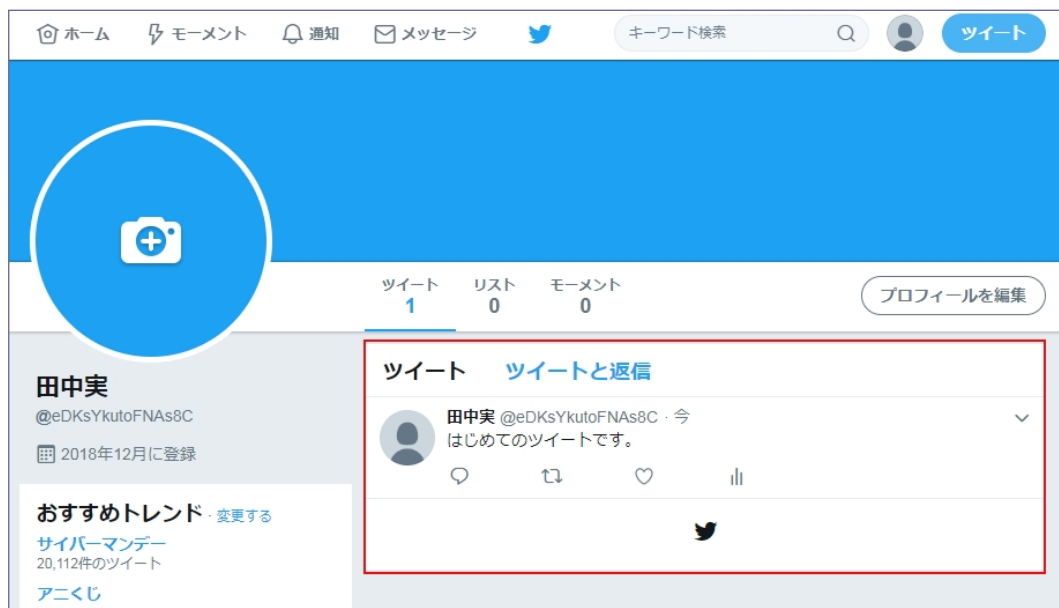 ホーム モーメント 通知 メッセージ キーワード検索 ツイート
ツイート リスト モーメント
1 0 0
プロフィールを編集
田中実
@eDKsYkutoFNAs8C
2018年12月に登録
おすすめトレンド · 変更する
サイバーマンデー
20,112件のツイート
アニくじ
ツイート ツイートと返信
田中実 @eDKsYkutoFNAs8C · 今
はじめてのツイートです。